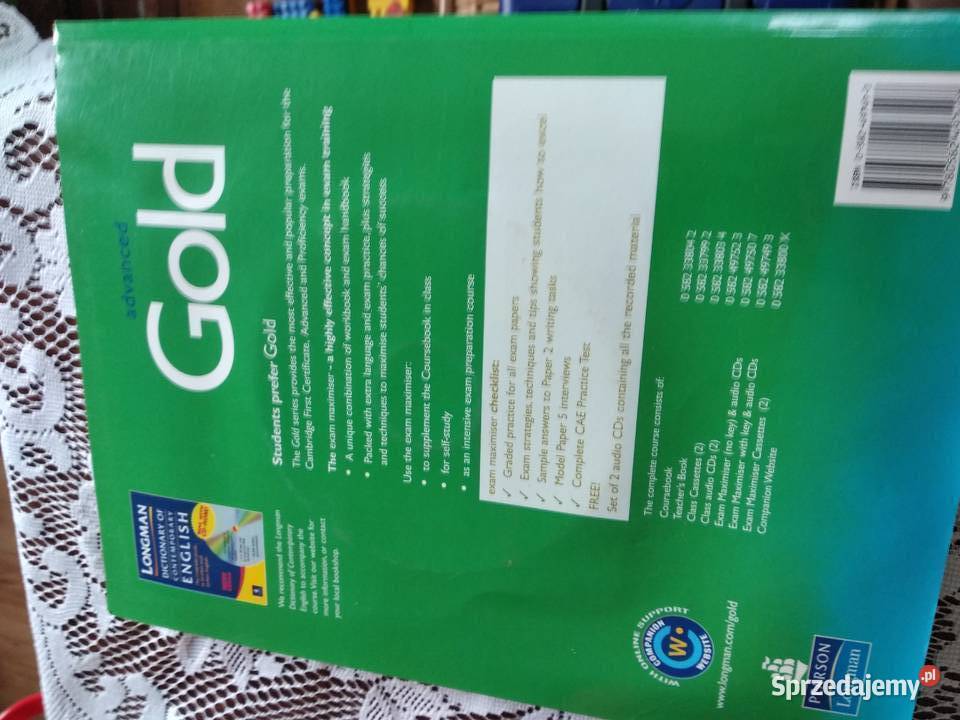 advanced
Gold
LONGMAN
DICTIONARY OF
CONTEMPORARY
ENGLISH
We recommend the Longman
Dictionary of Contemporary
English to accompany the
course. Visit our website for
more information, or contact
your local bookshop.
Students prefer Gold
The Gold series provides the most effective and popular preparation for the
Cambridge First Certificate, Advanced and Proficiency exams.
The exam maximiser - a highly effective concept in exam training
• A unique combination of workbook and exam handbook
• Packed with extra language and exam practice, plus strategies
and techniques to maximise students' chances of success
Use the exam maximiser:
• to supplement the Coursebook in class
• for self-study
• as an intensive exam preparation course
exam maximiser checklist:
✓ Graded practice for all exam papers
✓ Exam strategies, techniques and tips showing students how to excel
✓ Sample answers to Paper 2 writing tasks
✓ Model Paper 5 interviews
✓ Complete CAE Practice Test
FREE!
Set of 2 audio CDs containing all the recorded material
The complete course consists of:
Coursebook
Teacher's Book 0 582 33804 2
Class Cassettes (2) 0 582 33799 2
Class audio CDs (2) 0 582 33803 4
Exam Maximiser (no key) & audio CDs 0 582 49752 3
Exam Maximiser with key & audio CDs 0 582 49750 7
Exam Maximiser Cassettes (2) 0 582 49749 3
Companion Website 0 582 33800 X
WITH ONLINE SUPPORT
COMPANION
W
WEBSITE
www.longman.com/gold
PEARSON
Longman
Sprzedajemy.pl